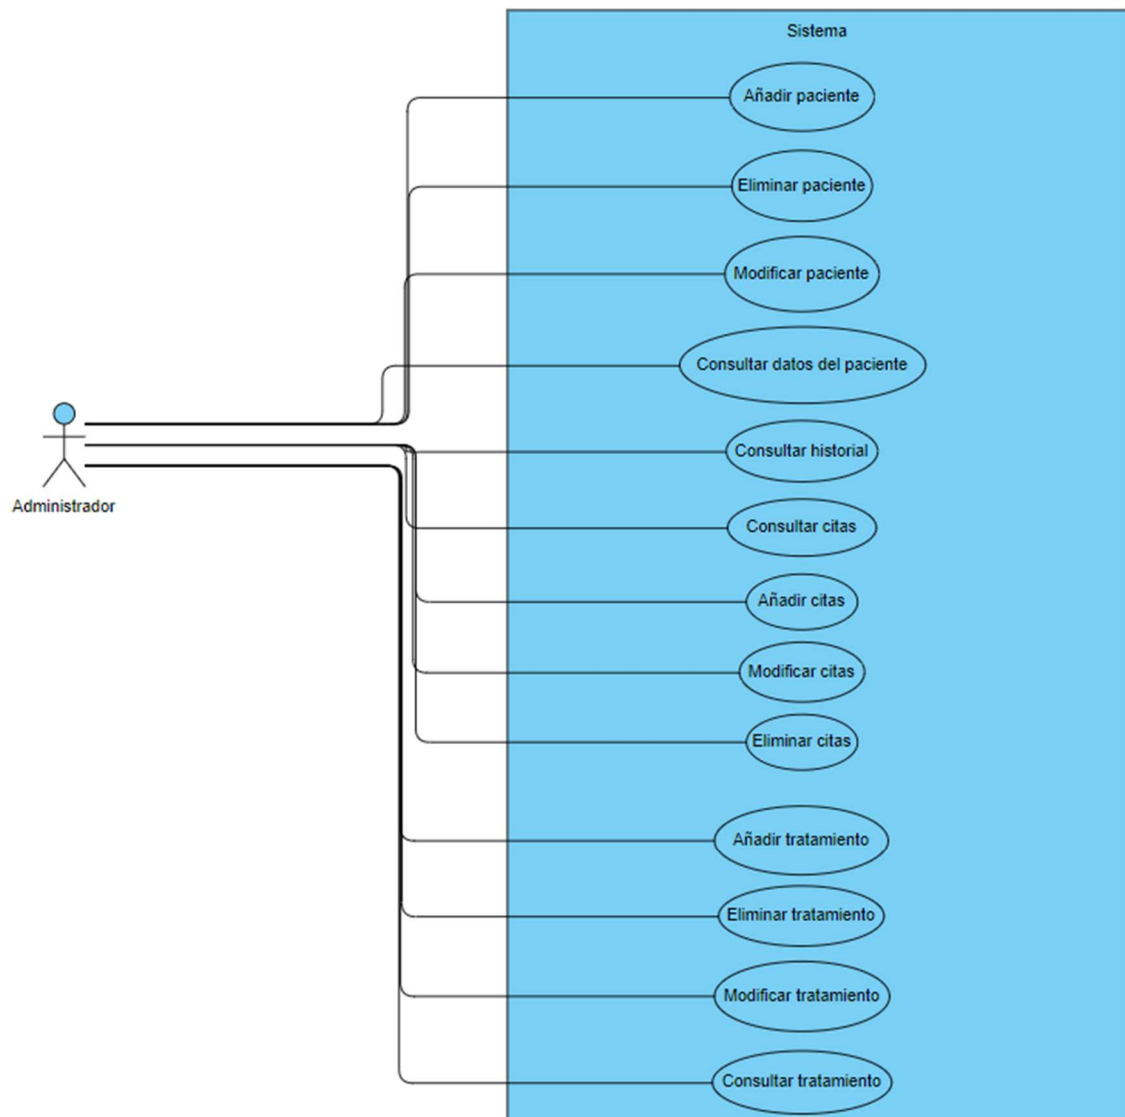 Sistema
Añadir paciente
Eliminar paciente
Modificar paciente
Consultar datos del paciente
Consultar historial
Administrador
Consultar citas
Añadir citas
Modificar citas
Eliminar citas
Añadir tratamiento
Eliminar tratamiento
Modificar tratamiento
Consultar tratamiento